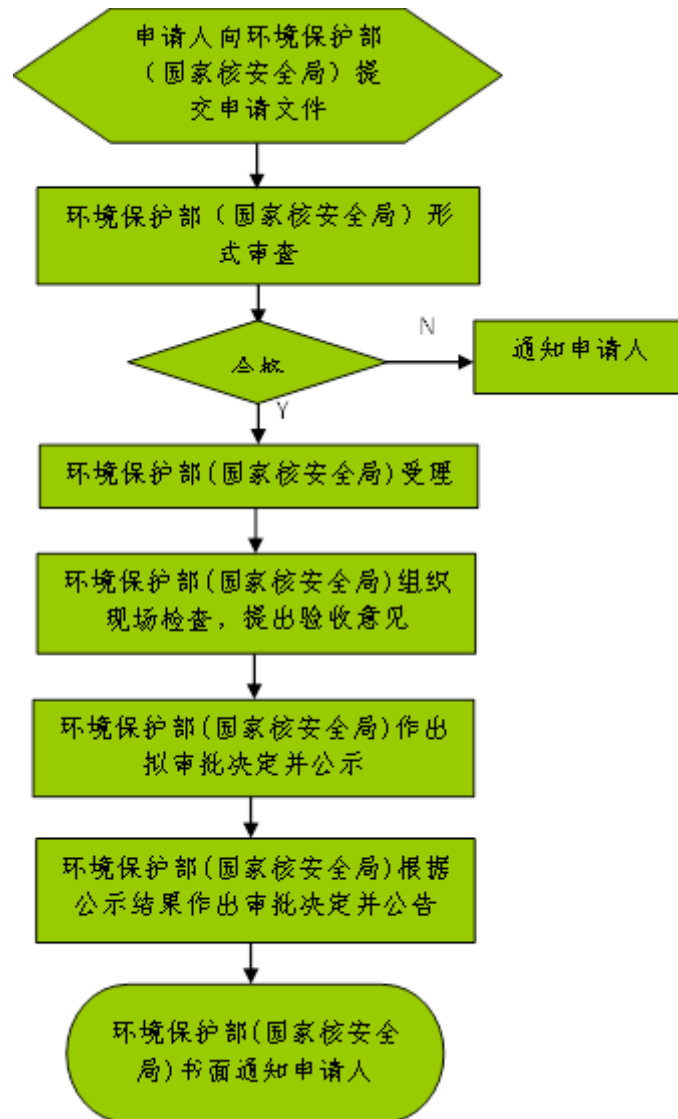 申请人向环境保护部
（国家核安全局）提
交申请文件
环境保护部（国家核安全局）形
式审查
合格
N
通知申请人
Y
环境保护部(国家核安全局)受理
环境保护部(国家核安全局)组织
现场检查，提出验收意见
环境保护部(国家核安全局)作出
拟审批决定并公示
环境保护部(国家核安全局)根据
公示结果作出审批决定并公告
环境保护部(国家核安全
局)书面通知申请人